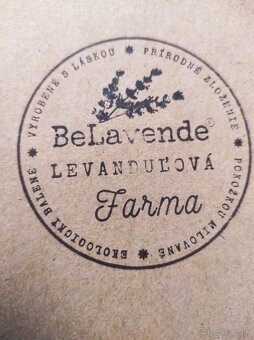 VYROBENÉ S LÁSKOU * PRÍRODNÉ ZLOŽENIE * POKOŽKOU MILOVANÉ * EKOLOGICKY BALENÉ *
BeLavende®
LEVANDUĽOVÁ
Farma